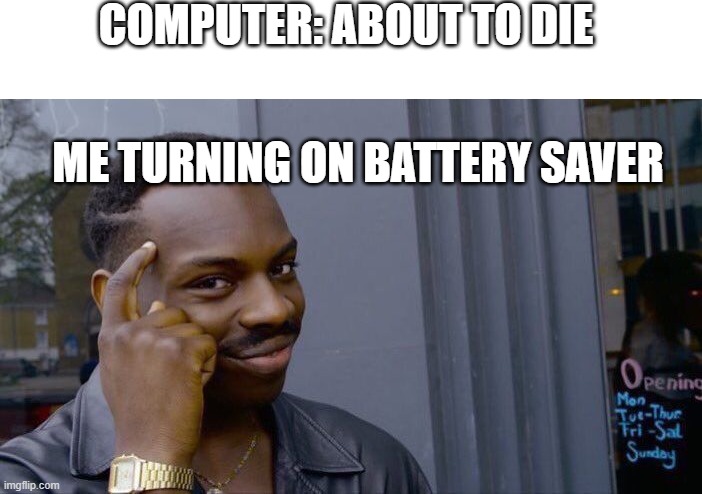 COMPUTER: ABOUT TO DIE
ME TURNING ON BATTERY SAVER
Opening
Mon
Tue-Thur
Fri -Sat
Sunday
imgflip.com